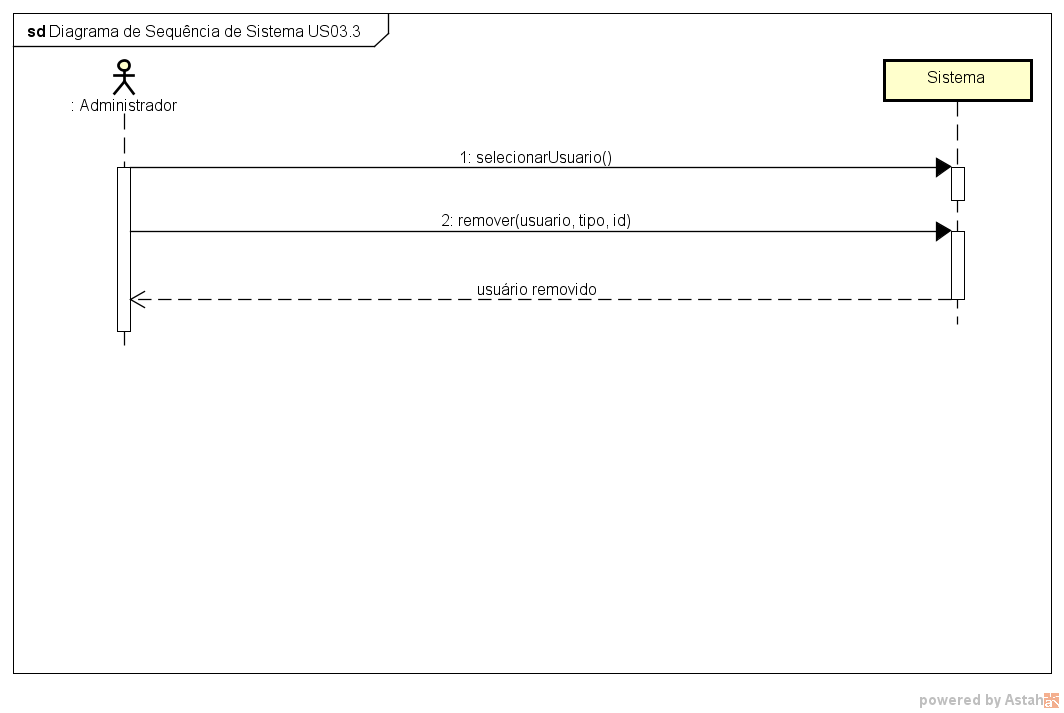 sd Diagrama de Sequência de Sistema US03.3
: Administrador
Sistema
1: selecionarUsuario()
2: remover(usuario, tipo, id)
usuário removido
powered by Astah